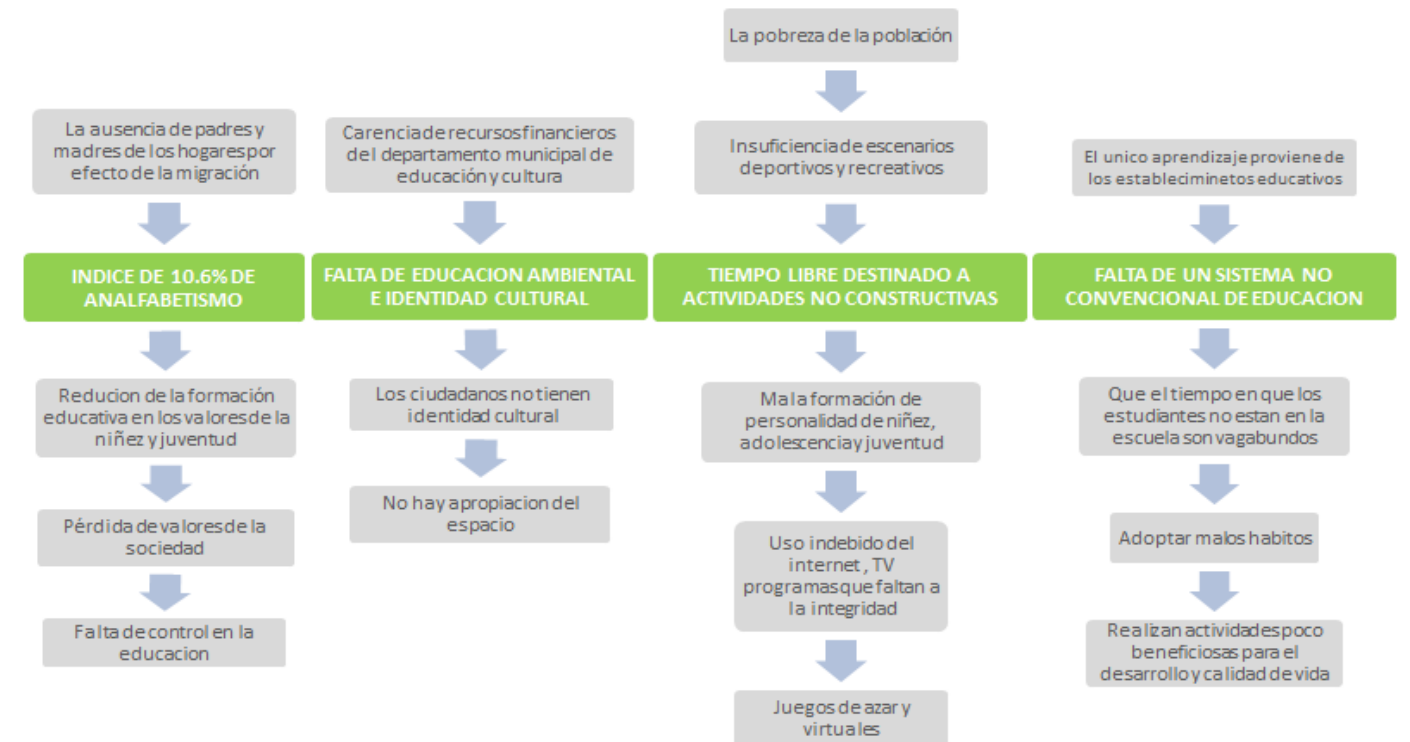 La pobreza de la población
La ausencia de padres y
madres de los hogares por
efecto de la migración
Carencia de recursos financieros
del departamento municipal de
educación y cultura
Insuficiencia de escenarios
deportivos y recreativos
El unico aprendizaje proviene de
los estableciminetos educativos
INDICE DE 10.6% DE
ANALFABETISMO
FALTA DE EDUCACION AMBIENTAL
E IDENTIDAD CULTURAL
TIEMPO LIBRE DESTINADO A
ACTIVIDADES NO CONSTRUCTIVAS
FALTA DE UN SISTEMA NO
CONVENCIONAL DE EDUCACION
Reducion de la formación
educativa en los valores de la
niñez y juventud
Pérdida de valores de la
sociedad
Falta de control en la
educacion
Los ciudadanos no tienen
identidad cultural
No hay apropiacion del
espacio
Mala formación de
personalidad de niñez,
adolescencia y juventud
Uso indebido del
internet , TV
programas que faltan a
la integridad
Juegos de azar y
virtuales
Que el tiempo en que los
estudiantes no estan en la
escuela son vagabundos
Adoptar malos habitos
Realizan actividades poco
beneficiosas para el
desarrollo y calidad de vida